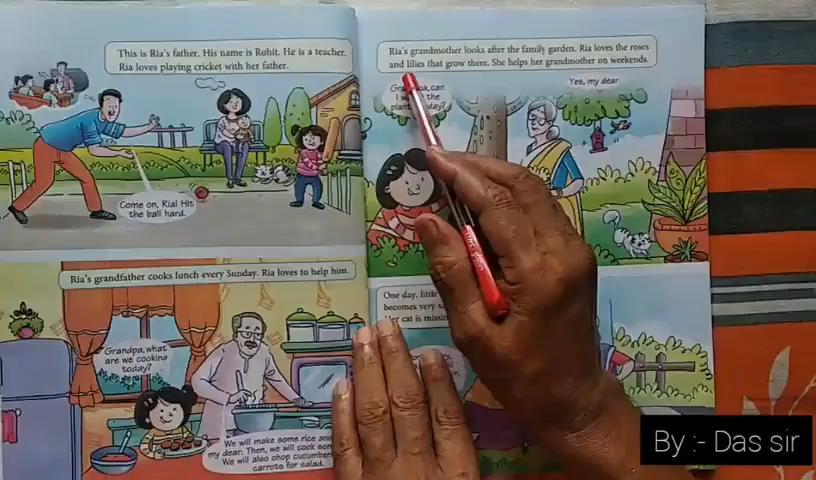 This is Ria's father. His name is Rohit. He is a teacher.
Ria loves playing cricket with her father.
Come on, Ria! Hit
the ball hard.
Ria's grandfather cooks lunch every Sunday. Ria loves to help him.
Grandpa, what
are we cooking
today?
We will make some rice and
my dear. Then, we will cook
We will also chop cucumber
carrots for salad.
Ria's grandmother looks after the family garden. Ria loves the roses
and lilies that grow there. She helps her grandmother on weekends.
can
I the
day?
Yes, my dear.
One day, little
becomes very
cat is
By :- Das sir